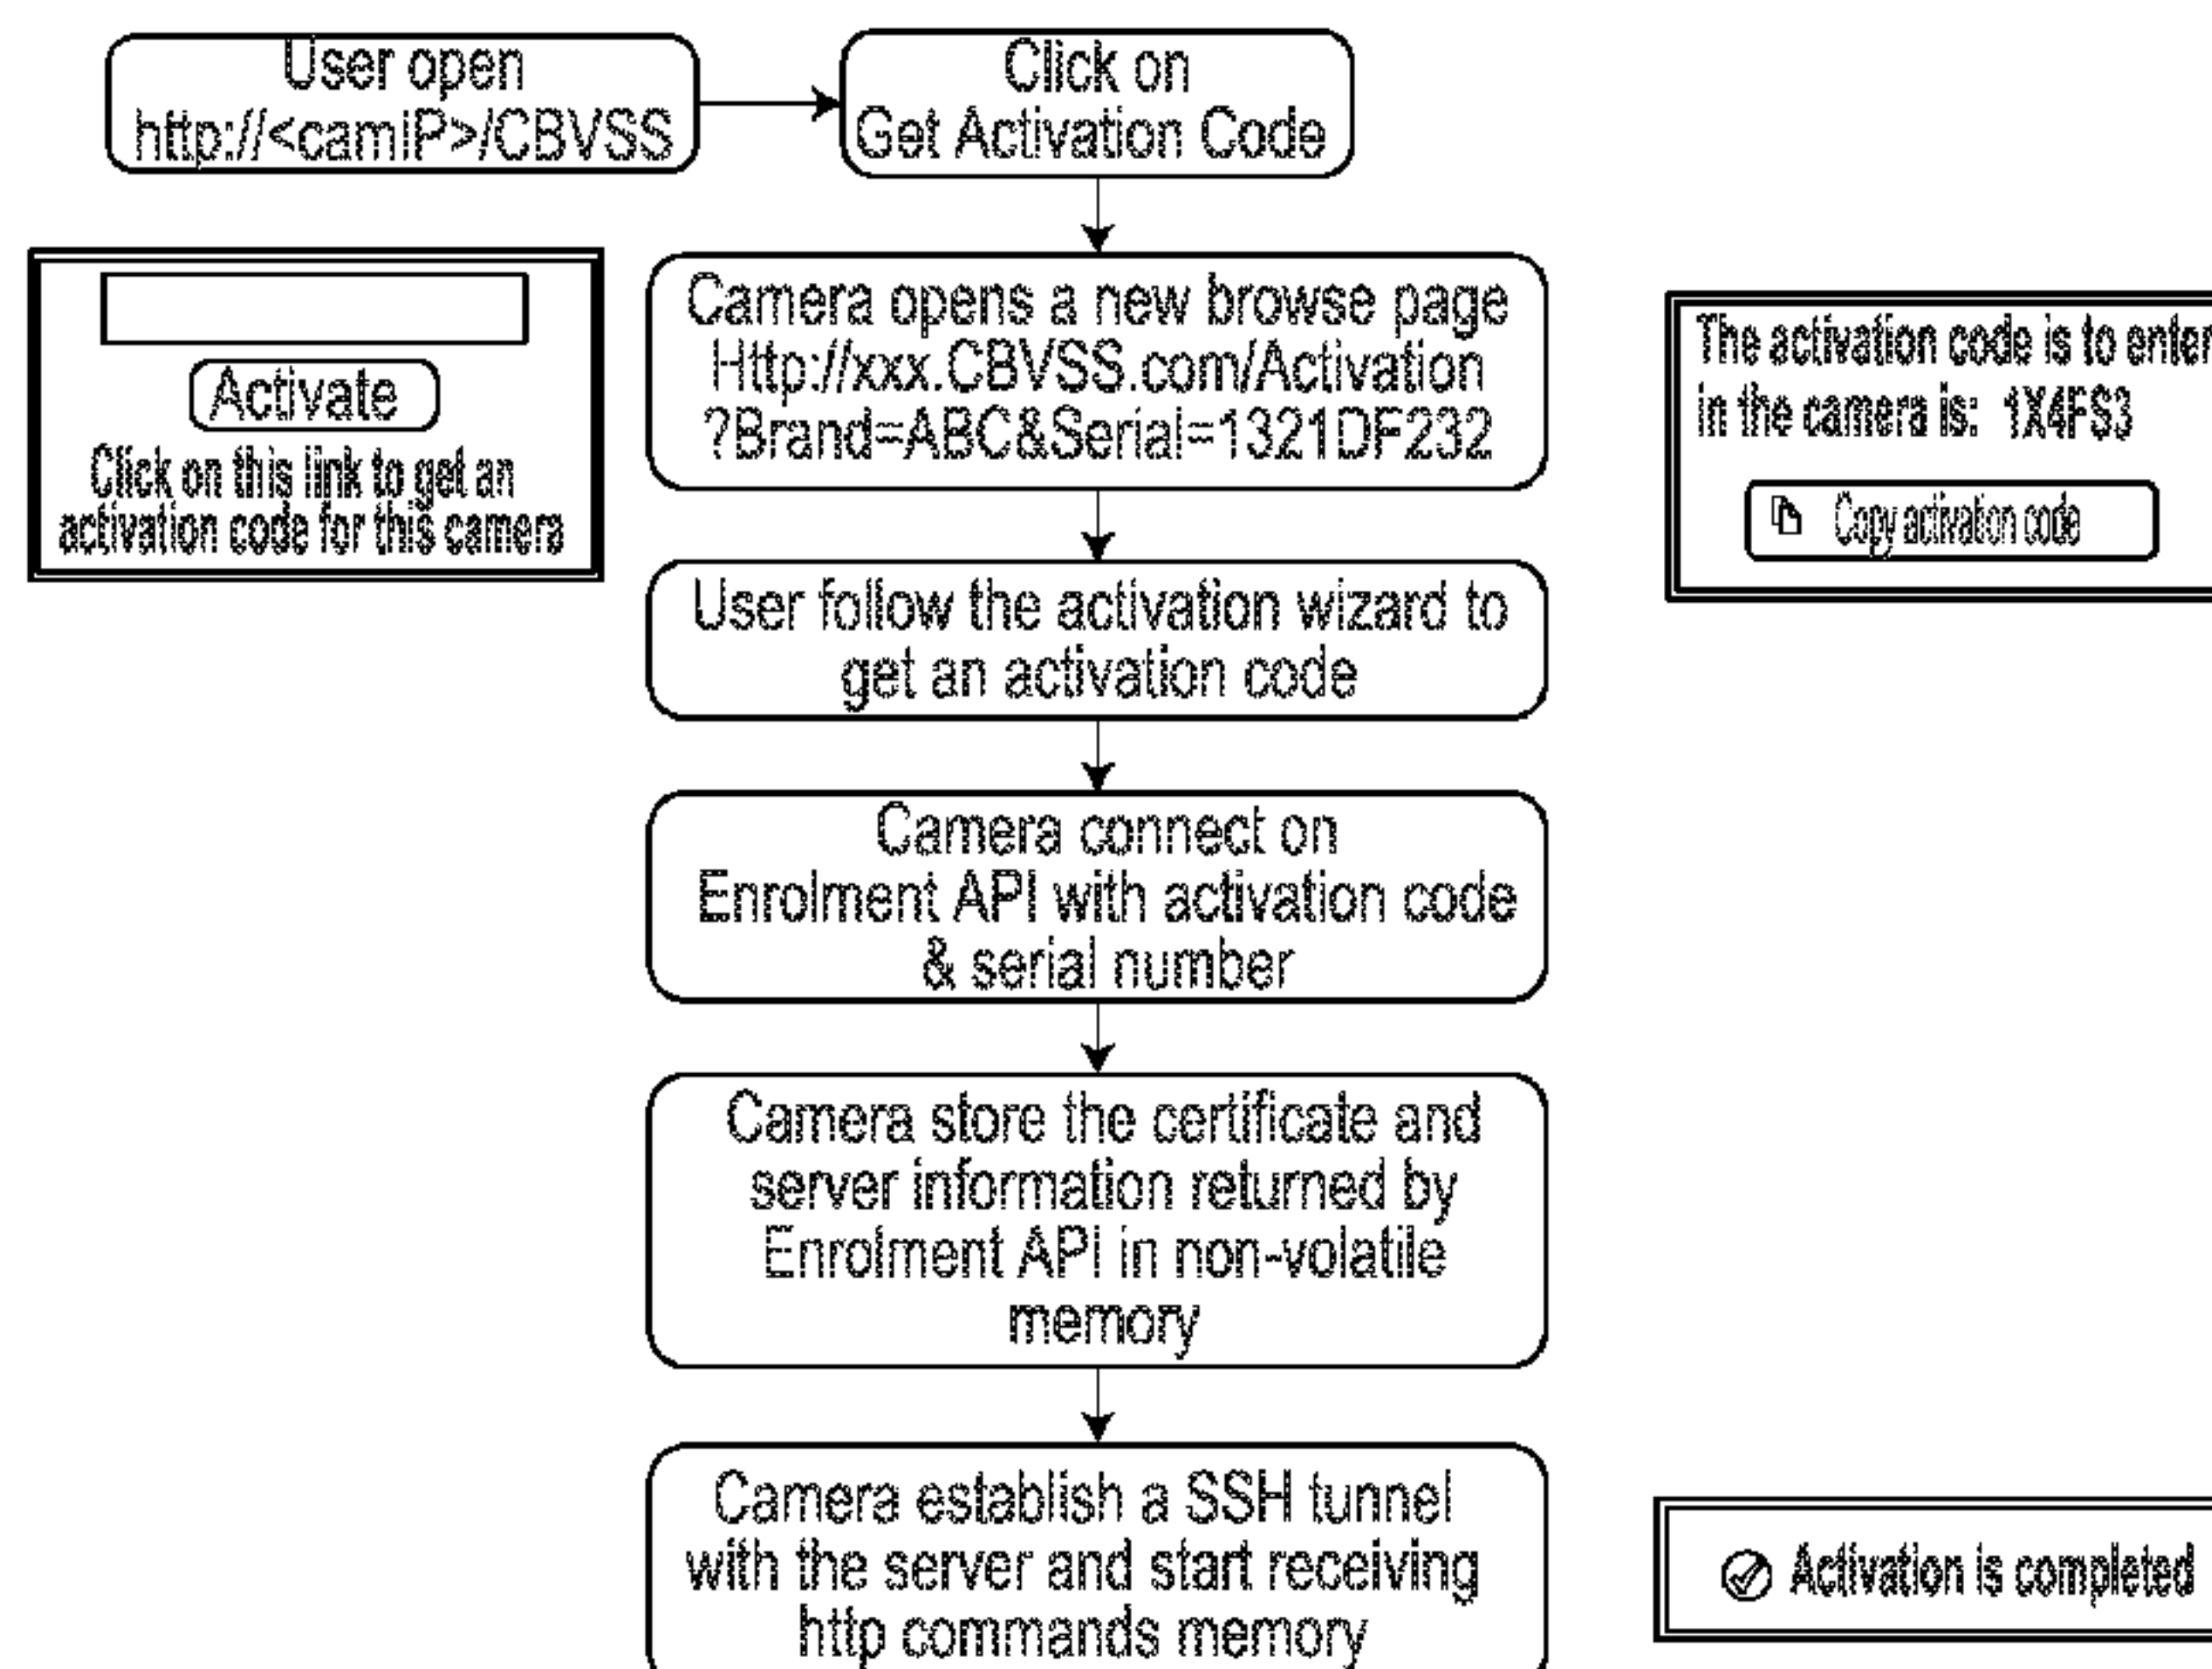 User open
http://<camIP>/CBVSS
Click on
Get Activation Code
Activate
Click on this link to get an
activation code for this camera
Camera opens a new browse page
Http://xxx.CBVSS.com/Activation
?Brand=ABC&Serial=1321DF232
The activation code is to enter
in the camera is: 1X4FS3
Copy activation code
User follow the activation wizard to
get an activation code
Camera connect on
Enrolment API with activation code
& serial number
Camera store the certificate and
server information returned by
Enrolment API in non-volatile
memory
Camera establish a SSH tunnel
with the server and start receiving
http commands memory
Activation is completed